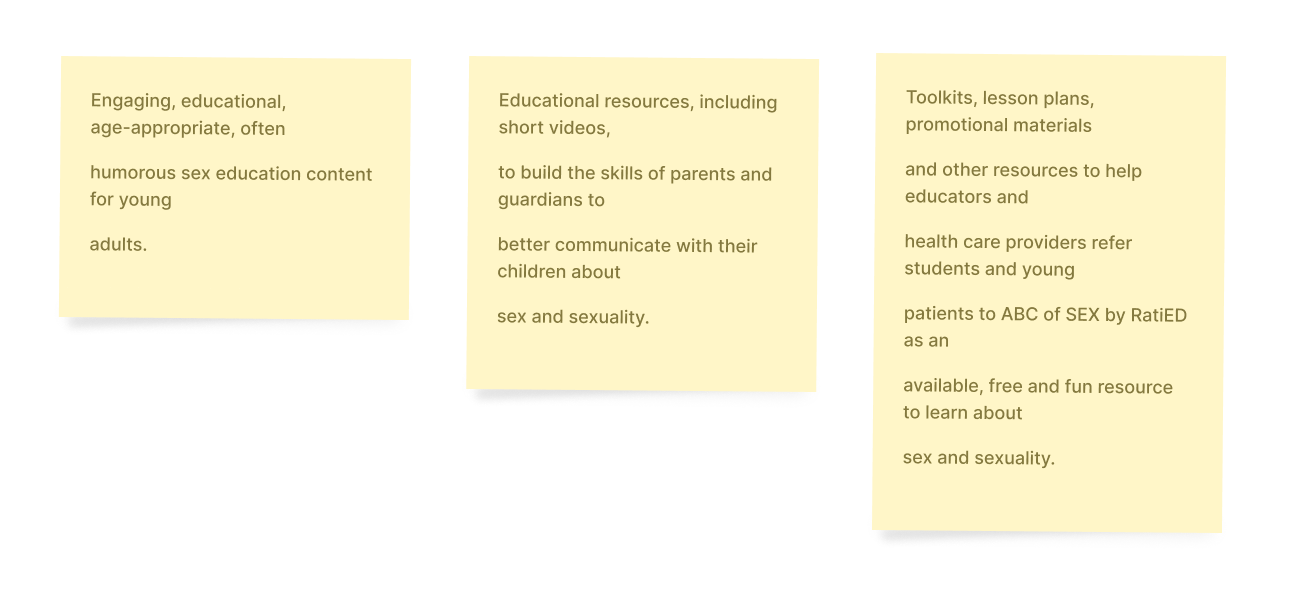 Engaging, educational,
age-appropriate, often
humorous sex education content
for young
adults.
Educational resources, including
short videos,
to build the skills of parents and
guardians to
better communicate with their
children about
sex and sexuality.
Toolkits, lesson plans,
promotional materials
and other resources to help
educators and
health care providers refer
students and young
patients to ABC of SEX by RatiED
as an
available, free and fun resource
to learn about
sex and sexuality.